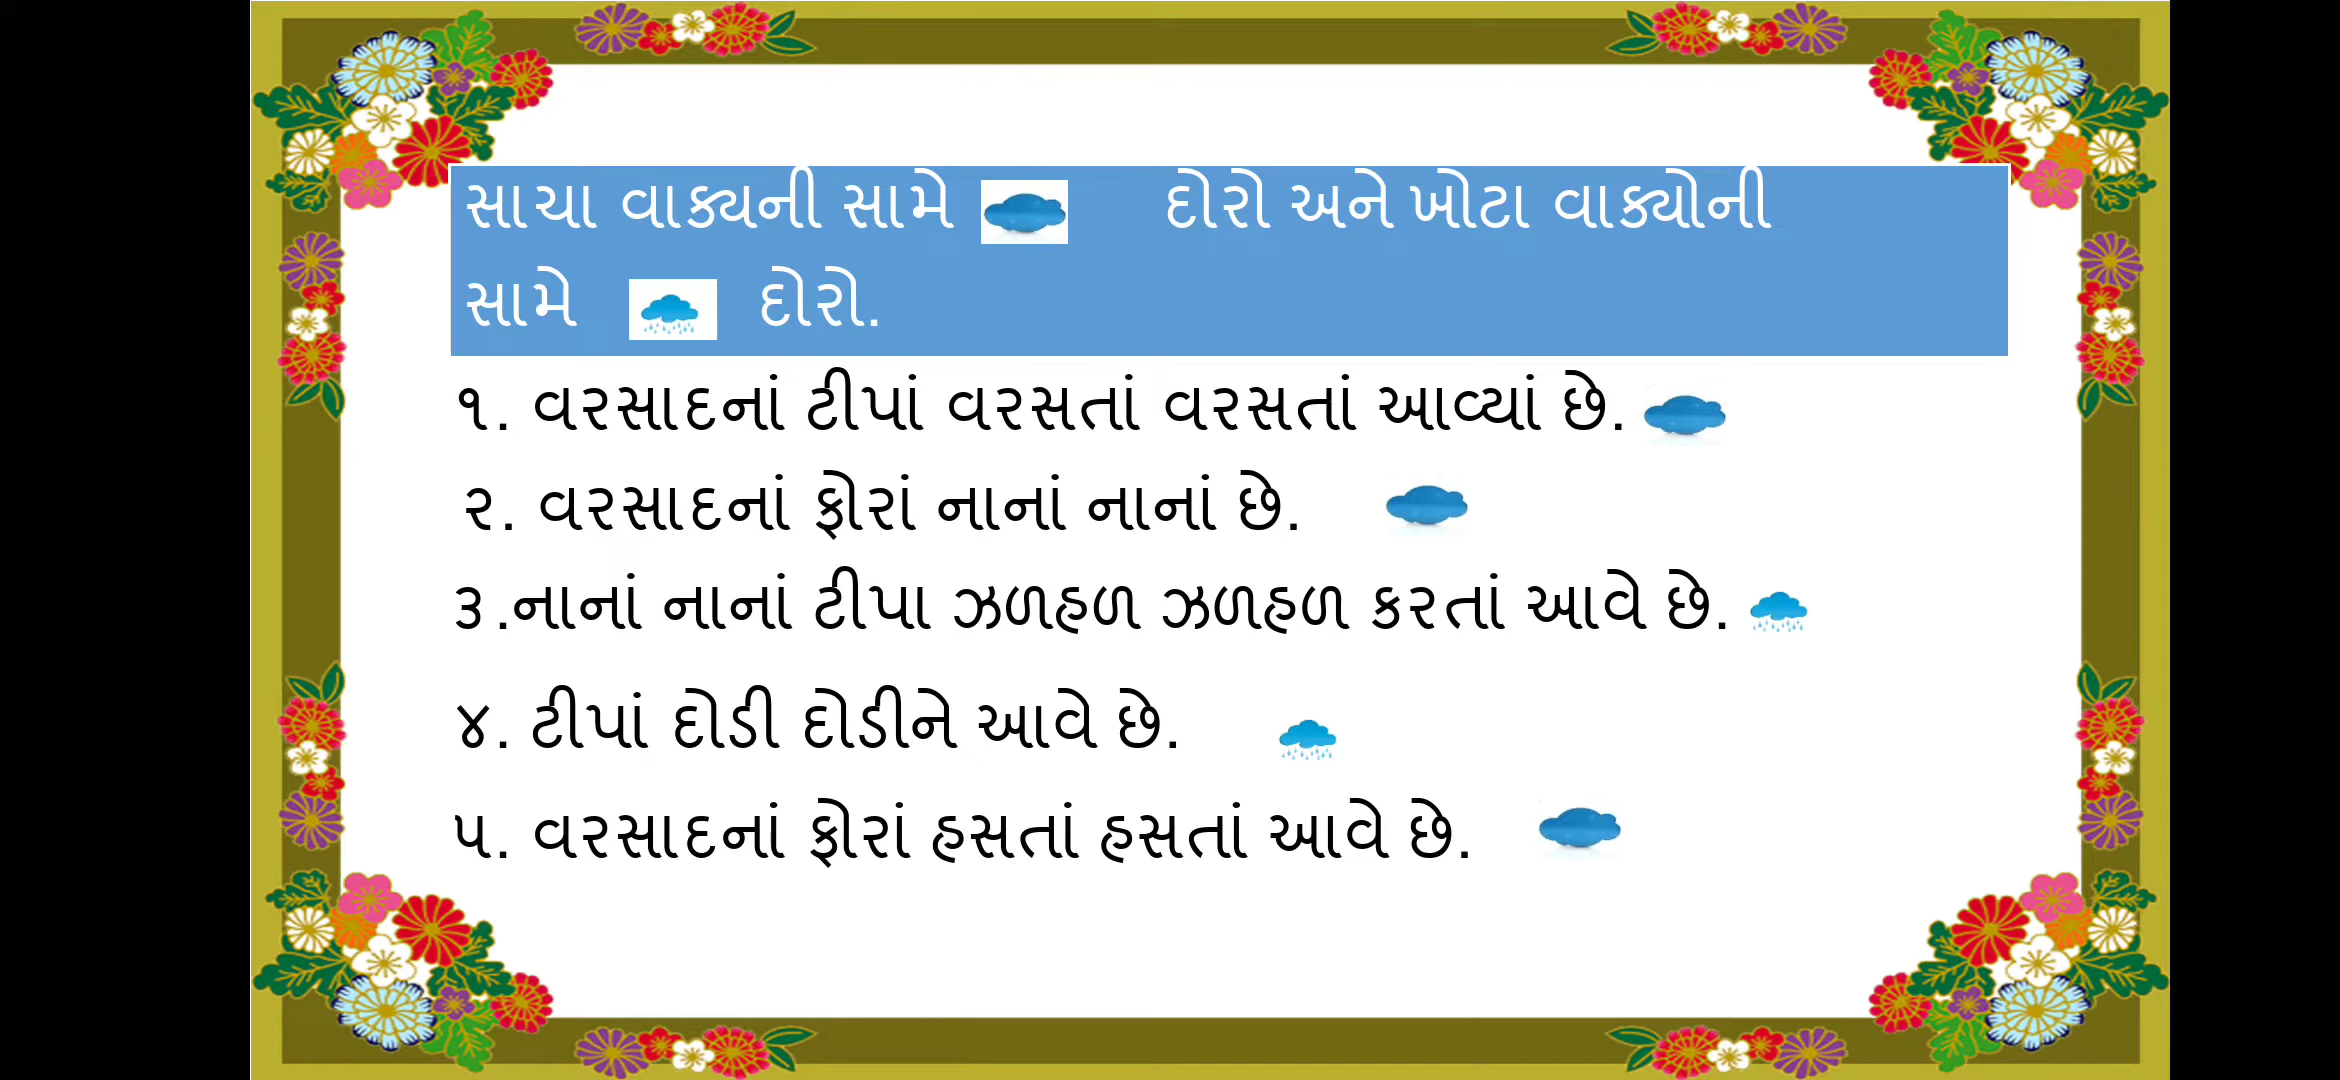 સાચા વાક્યની સામે દોરો અને ખોટા વાક્યોની
સામે દોરો.
૧. વરસાદનાં ટીપાં વરસતાં વરસતાં આવ્યાં છે.
૨. વરસાદનાં ફોરાં નાનાં નાનાં છે.
૩.નાનાં નાનાં ટીપા ઝળહળ ઝળહળ કરતાં આવે છે.
૪. ટીપાં દોડી દોડીને આવે છે.
૫. વરસાદનાં ફોરાં હસતાં હસતાં આવે છે.